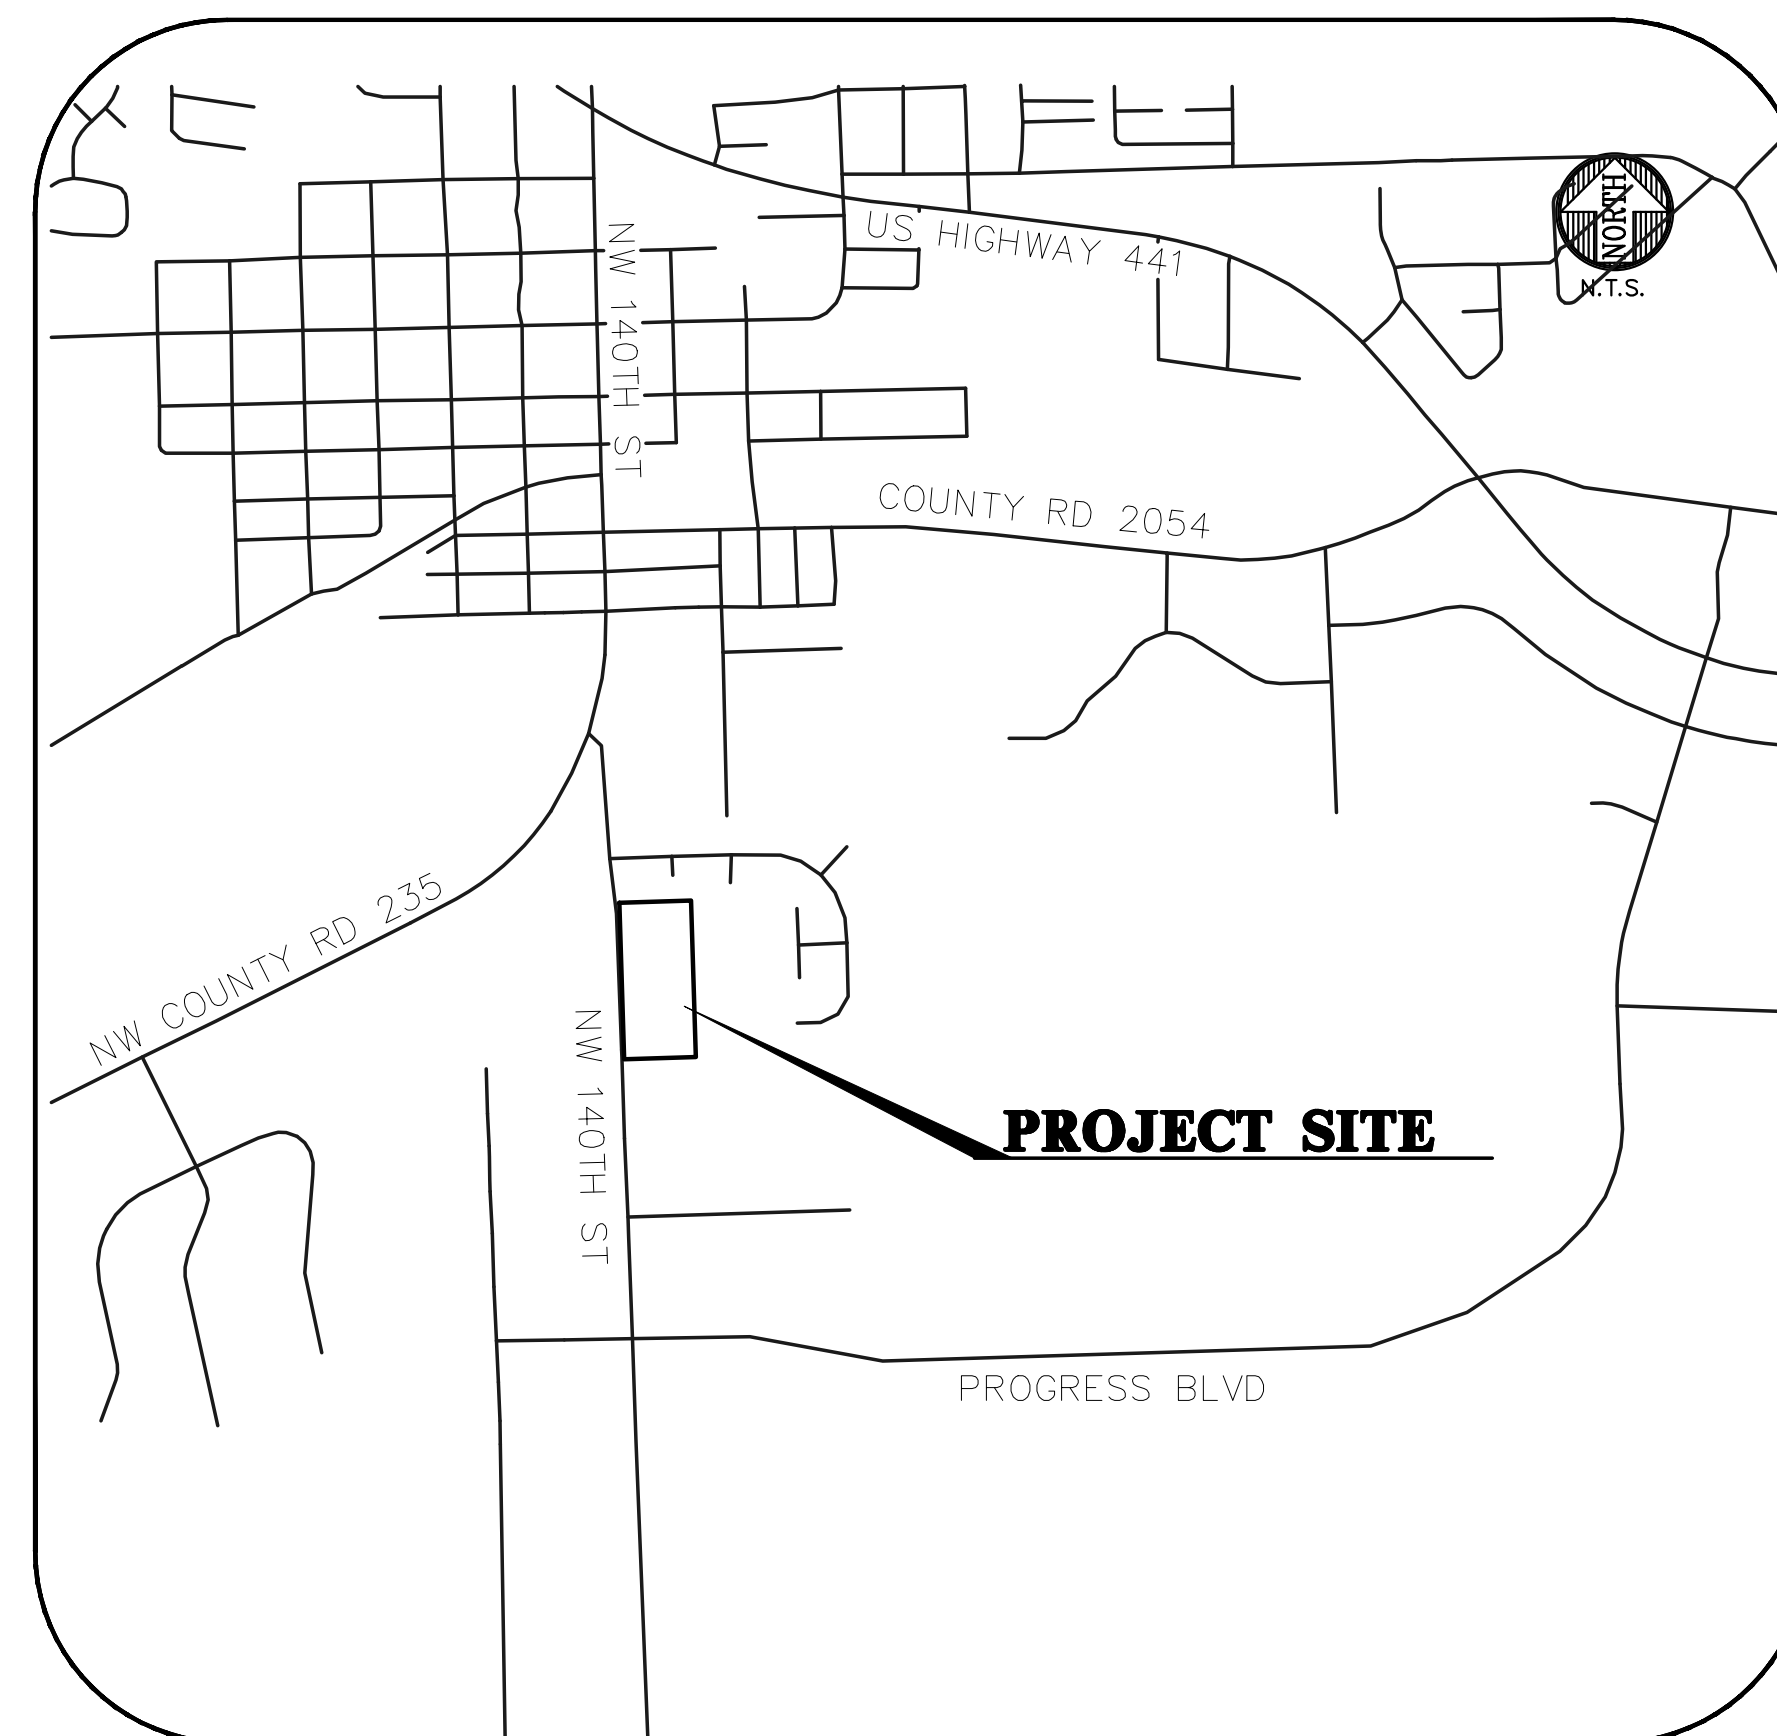 NORTH
N.T.S.
US HIGHWAY 441
NW 140TH ST
COUNTY RD 2054
NW COUNTY RD 235
NW 140TH ST
PROJECT SITE
PROGRESS BLVD